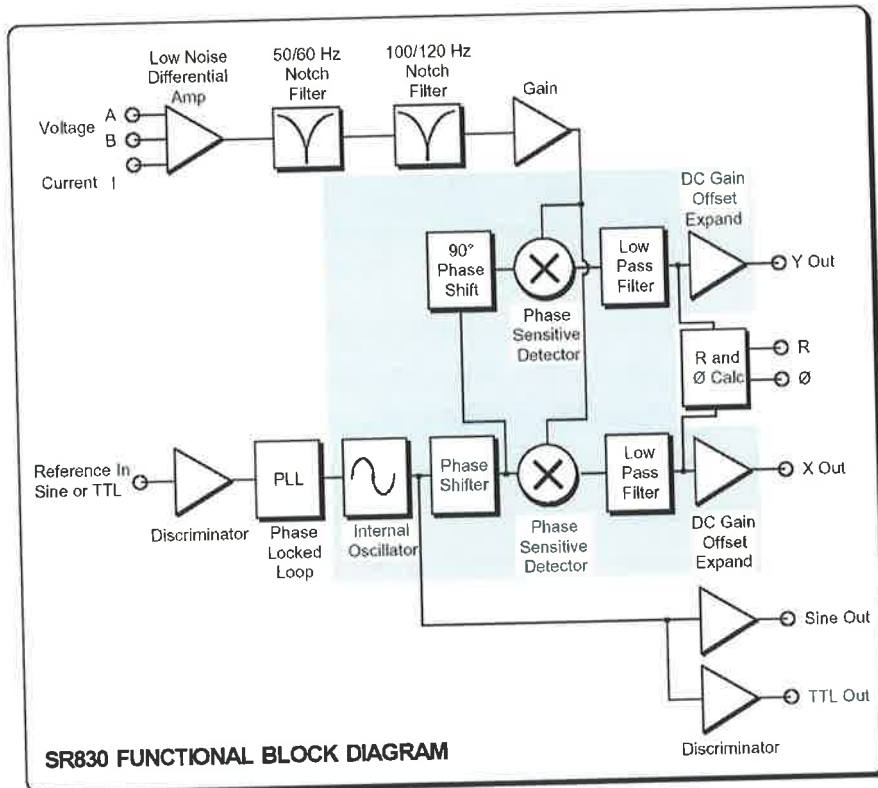 Low Noise
Differential
Amp
50/60 Hz
Notch
Filter
100/120 Hz
Notch
Filter
Gain
Voltage
A
B
Current I
DC Gain
Offset
Expand
90°
Phase
Shift
Low
Pass
Filter
Y Out
Phase
Sensitive
Detector
R and
Ø Calc
R
Ø
Reference In
Sine or TTL
Discriminator
PLL
Phase
Locked
Loop
Internal
Oscillator
Phase
Shifter
Phase
Sensitive
Detector
Low
Pass
Filter
X Out
DC Gain
Offset
Expand
Sine Out
TTL Out
Discriminator
SR830 FUNCTIONAL BLOCK DIAGRAM